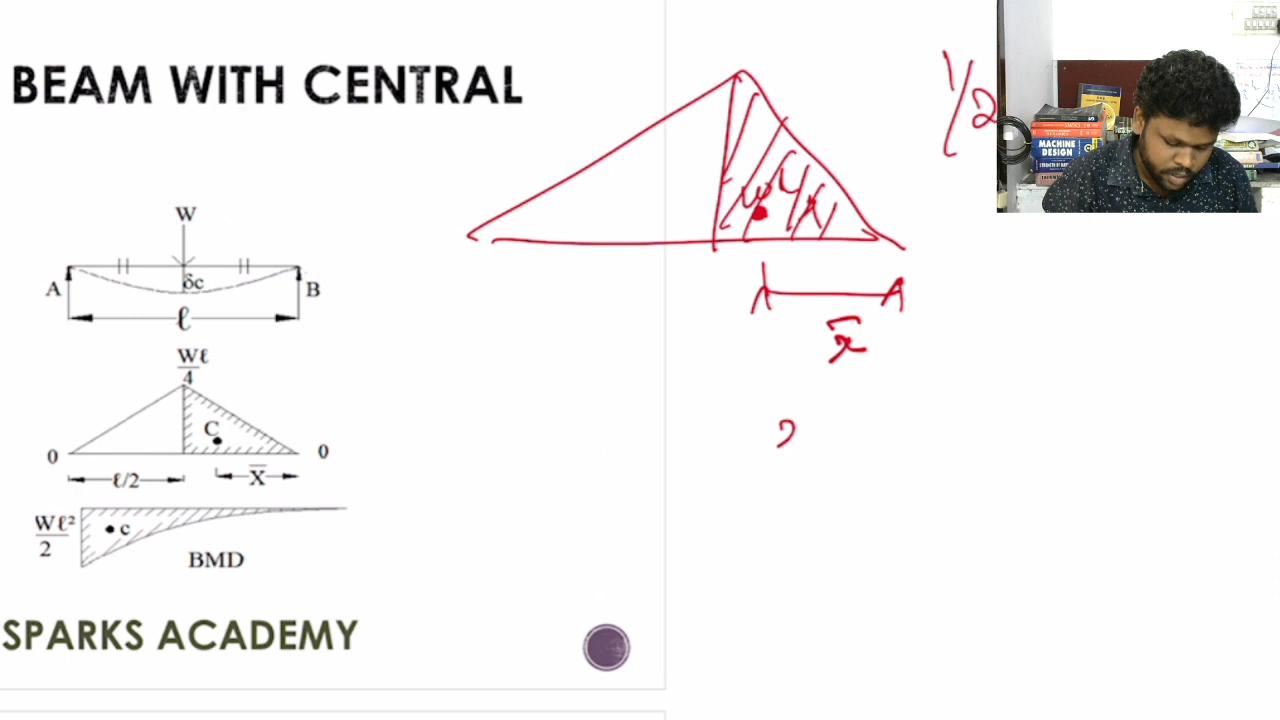 BEAM WITH CENTRAL
W
A
δc
B
ℓ
Wℓ
4
C
0
0
ℓ/2
X̄
Wℓ²
2
c
BMD
SPARKS ACADEMY
1/2
x̄
MACHINE
DESIGN